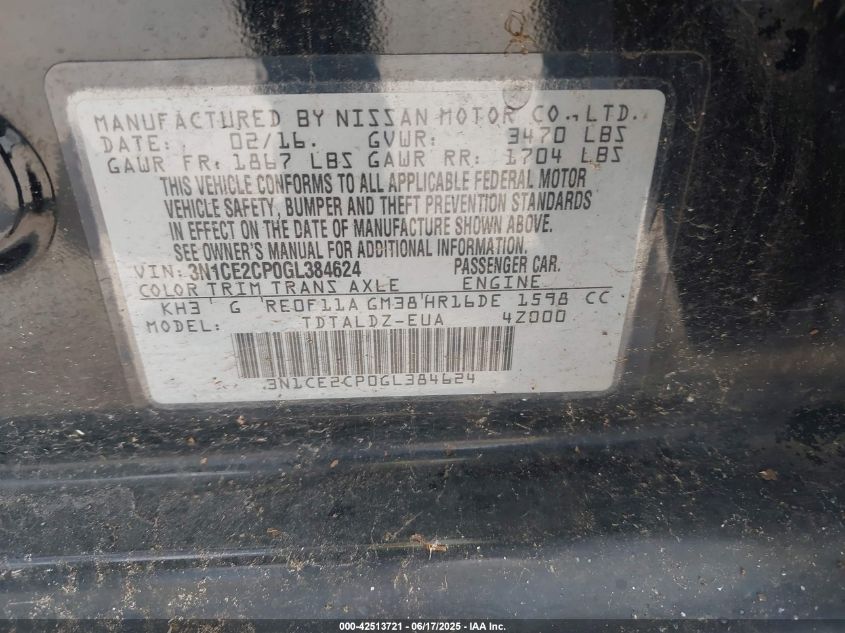 MANUFACTURED BY NISSAN MOTOR CO., LTD.
DATE: 02/16. GVWR: 3470 LBS
GAWR FR: 1867 LBS GAWR RR: 1704 LBS
THIS VEHICLE CONFORMS TO ALL APPLICABLE FEDERAL MOTOR
VEHICLE SAFETY, BUMPER AND THEFT PREVENTION STANDARDS
IN EFFECT ON THE DATE OF MANUFACTURE SHOWN ABOVE.
SEE OWNER'S MANUAL FOR ADDITIONAL INFORMATION.
VIN: 3N1CE2CP0GL384624 PASSENGER CAR.
COLOR TRIM TRANS AXLE ENGINE
KH3 G RE0F11A GM38 HR16DE 1598 CC
MODEL: TDTALDZ-EUA 4Z000
3N1CE2CP0GL384624
000-42513721 - 06/17/2025 - IAA Inc.